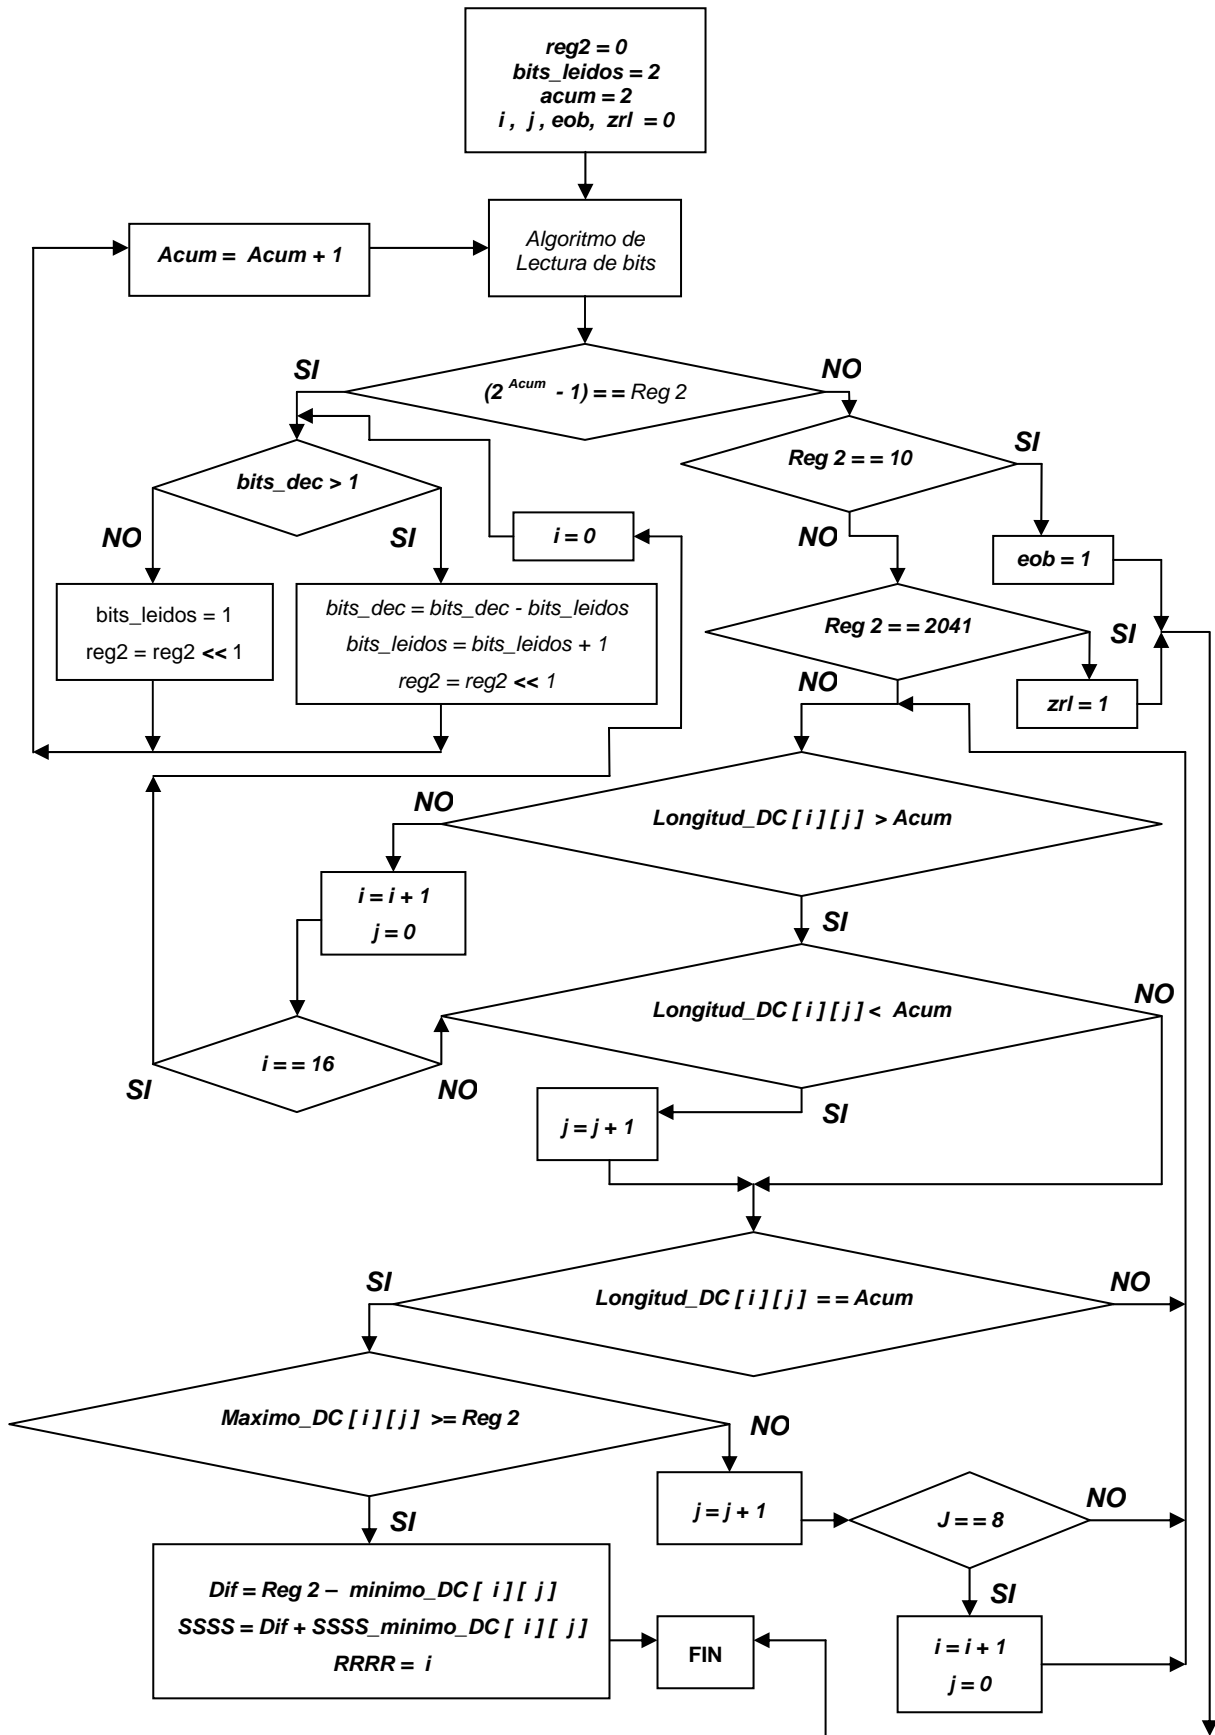 reg2 = 0
bits_leidos = 2
acum = 2
i , j , eob, zrl = 0
Acum = Acum + 1
Algoritmo de
Lectura de bits
SI
NO
(2 Acum - 1) = = Reg 2
SI
Reg 2 = = 10
bits_dec > 1
NO
SI
i = 0
NO
eob = 1
bits_leidos = 1
reg2 = reg2 << 1
bits_dec = bits_dec - bits_leidos
bits_leidos = bits_leidos + 1
reg2 = reg2 << 1
Reg 2 = = 2041
SI
NO
zrl = 1
NO
Longitud_DC [ i ] [ j ] > Acum
i = i + 1
j = 0
SI
Longitud_DC [ i ] [ j ] < Acum
NO
i = = 16
SI
NO
j = j + 1
SI
SI
Longitud_DC [ i ] [ j ] = = Acum
NO
Maximo_DC [ i ] [ j ] >= Reg 2
NO
j = j + 1
J = = 8
NO
SI
Dif = Reg 2 – minimo_DC [ i ] [ j ]
SSSS = Dif + SSSS_minimo_DC [ i ] [ j ]
RRRR = i
FIN
SI
i = i + 1
j = 0